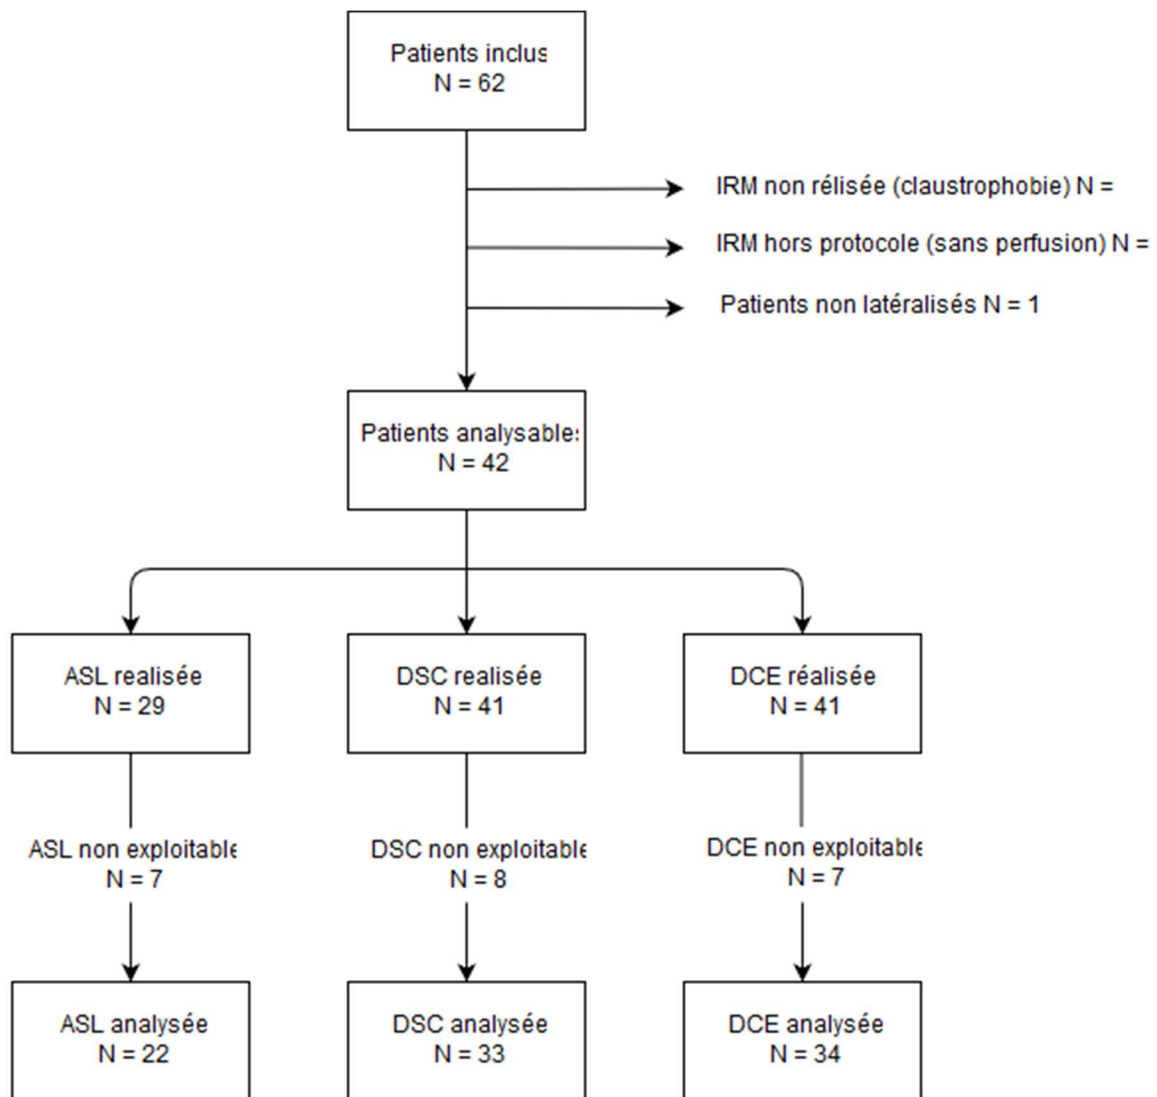 Patients inclus
N = 62
IRM non rélisée (claustrophobie) N =
IRM hors protocole (sans perfusion) N =
Patients non latéralisés N = 1
Patients analysables
N = 42
ASL realisée
N = 29
DSC realisée
N = 41
DCE réalisée
N = 41
ASL non exploitable
N = 7
DSC non exploitable
N = 8
DCE non exploitable
N = 7
ASL analysée
N = 22
DSC analysée
N = 33
DCE analysée
N = 34